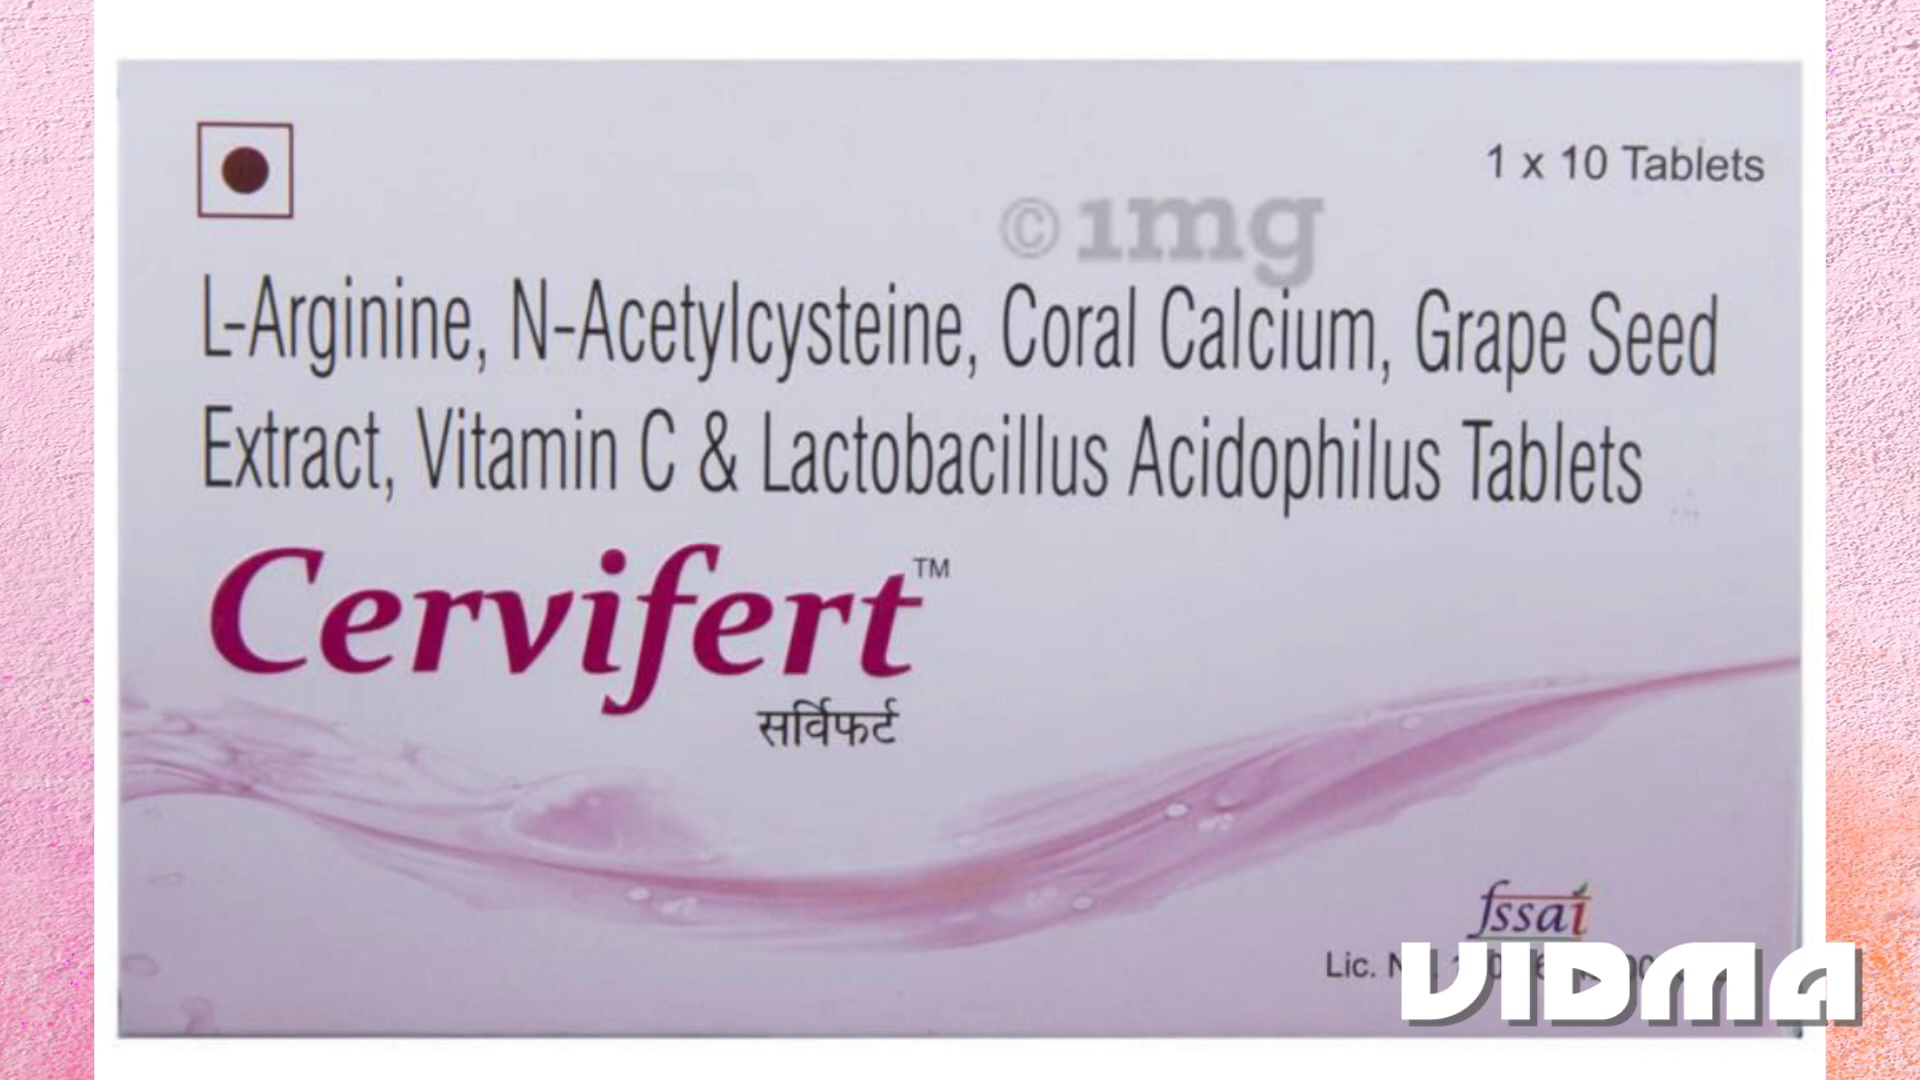 1 x 10 Tablets
© 1mg
L-Arginine, N-Acetylcysteine, Coral Calcium, Grape Seed
Extract, Vitamin C & Lactobacillus Acidophilus Tablets
Cervifert™
सर्विफर्ट
fssai
Lic.
VIDMA